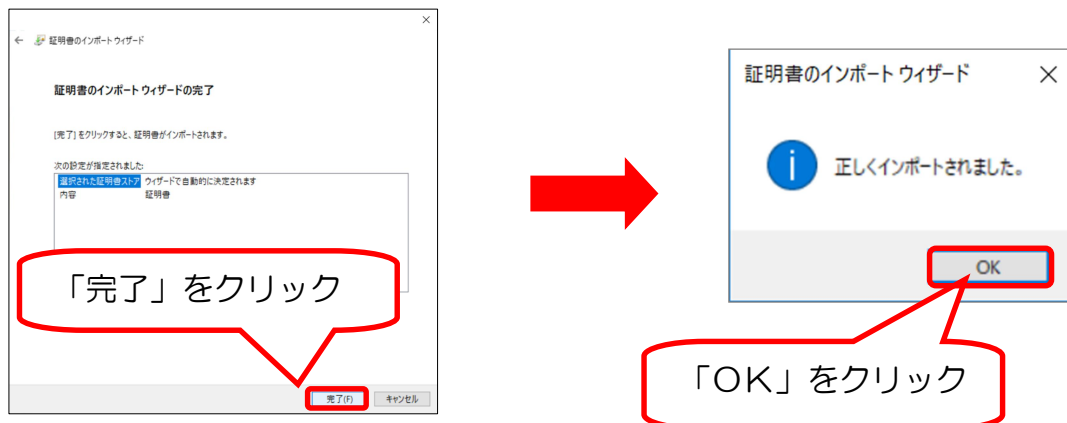 証明書のインポート ウィザード
証明書のインポート ウィザードの完了
[完了] をクリックすると、証明書がインポートされます。
次の設定が指定されました:
選択された証明書ストア ウィザードで自動的に決定されます
内容 証明書
「完了」をクリック
完了(F) キャンセル
証明書のインポート ウィザード
正しくインポートされました。
OK
「OK」をクリック